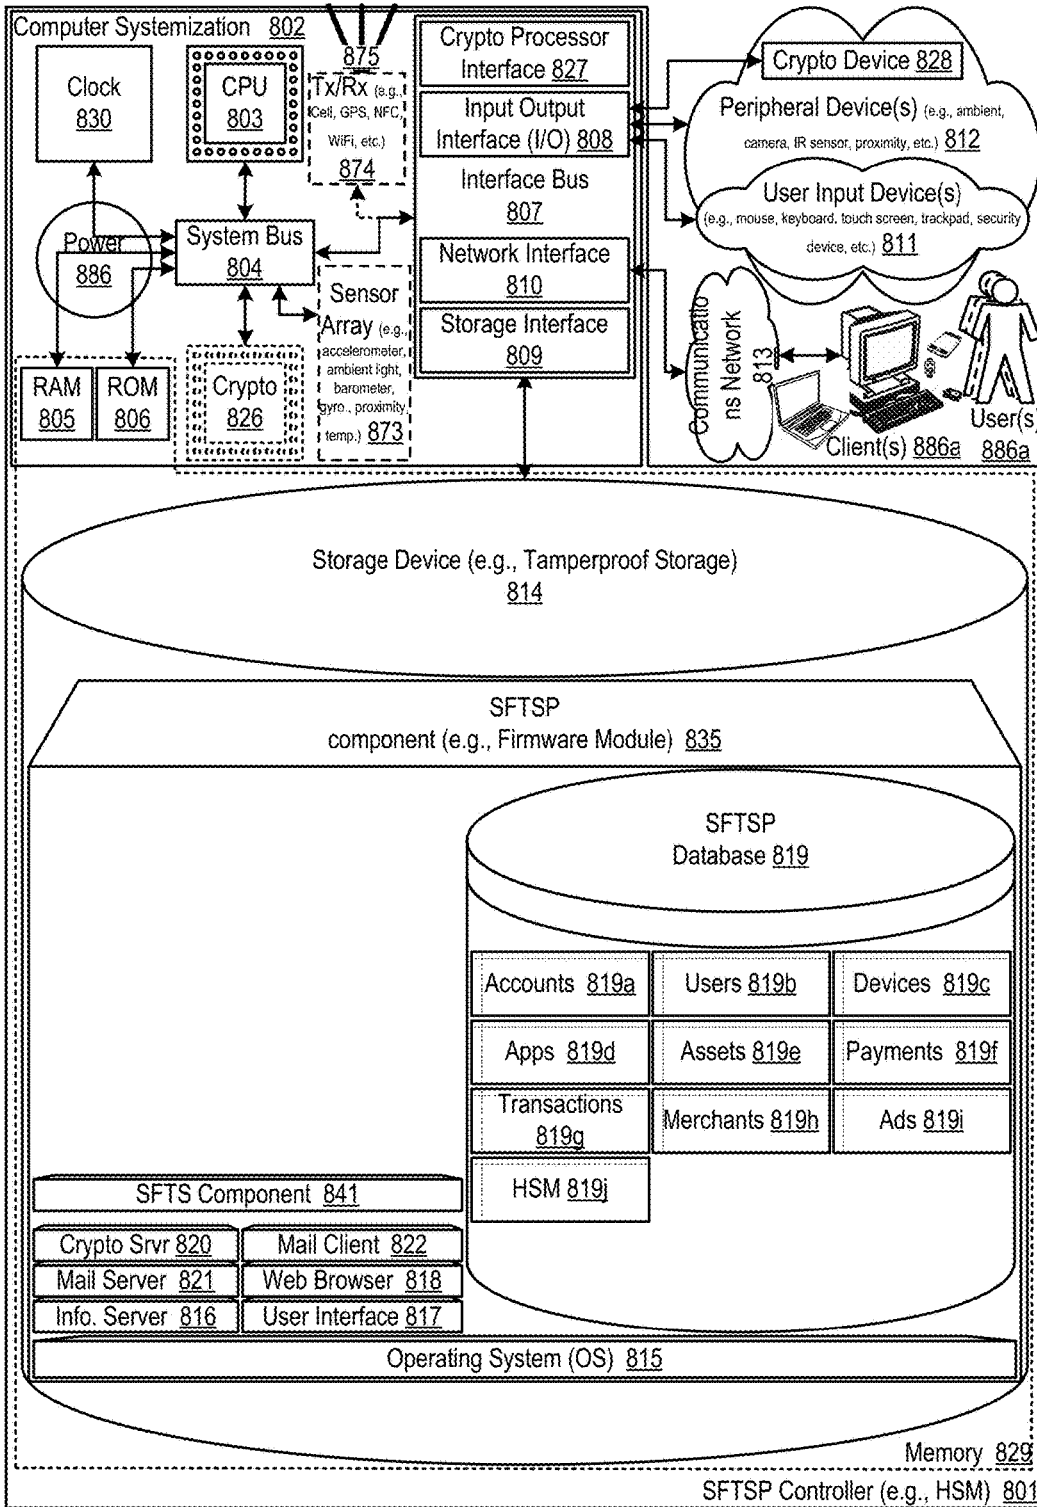 Computer Systemization 802
Clock
830
CPU
803
875
Tx/Rx (e.g.,
Cell, GPS, NFC,
WiFi, etc.)
874
Crypto Processor
Interface 827
Input Output
Interface (I/O) 808
Interface Bus
807
Network Interface
810
Storage Interface
809
Crypto Device 828
Peripheral Device(s) (e.g., ambient,
camera, IR sensor, proximity, etc.) 812
User Input Device(s)
(e.g., mouse, keyboard, touch screen, trackpad, security
device, etc.) 811
Power
886
System Bus
804
Sensor
Array (e.g.,
accelerometer,
ambient light,
barometer,
gyro., proximity,
temp.) 873
RAM
805
ROM
806
Crypto
826
Communicatio
ns Network
813
Client(s) 886a
User(s)
886a
Storage Device (e.g., Tamperproof Storage)
814
SFTSP
component (e.g., Firmware Module) 835
SFTSP
Database 819
Accounts 819a
Users 819b
Devices 819c
Apps 819d
Assets 819e
Payments 819f
Transactions
819g
Merchants 819h
Ads 819i
HSM 819j
SFTS Component 841
Crypto Srvr 820
Mail Client 822
Mail Server 821
Web Browser 818
Info. Server 816
User Interface 817
Operating System (OS) 815
Memory 829
SFTSP Controller (e.g., HSM) 801